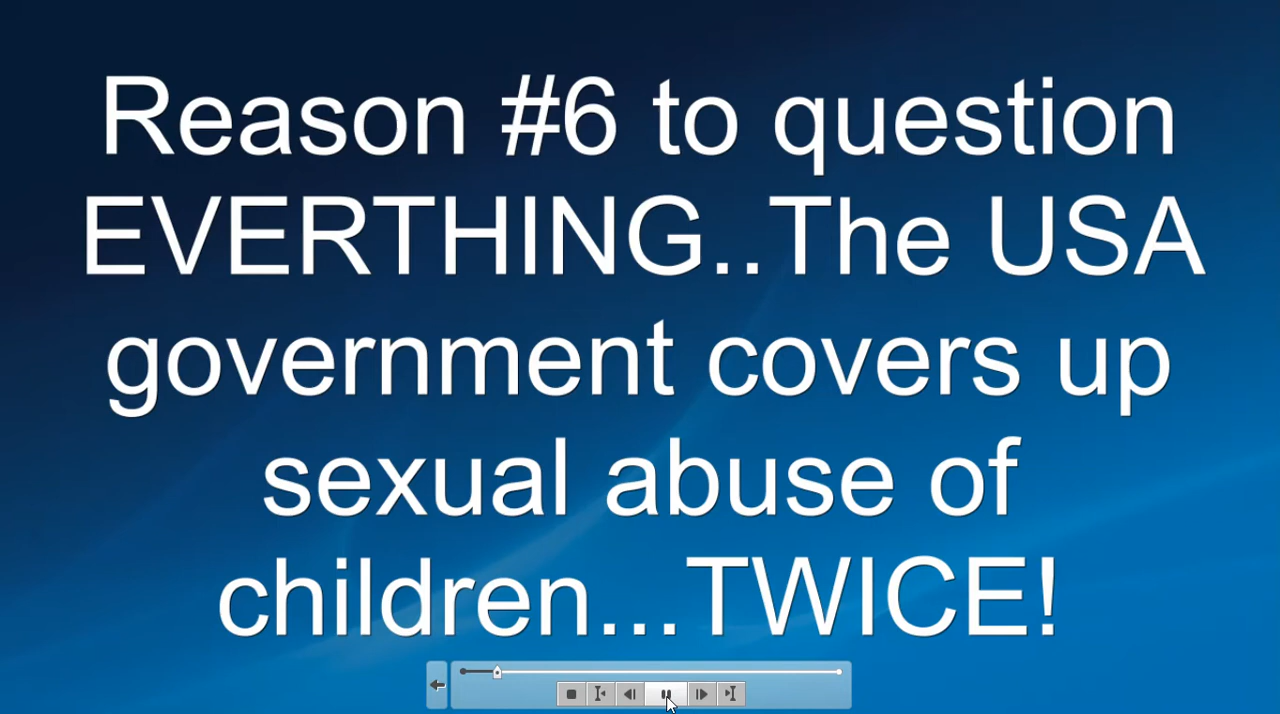 Reason #6 to question
EVERTHING..The USA
government covers up
sexual abuse of
children...TWICE!